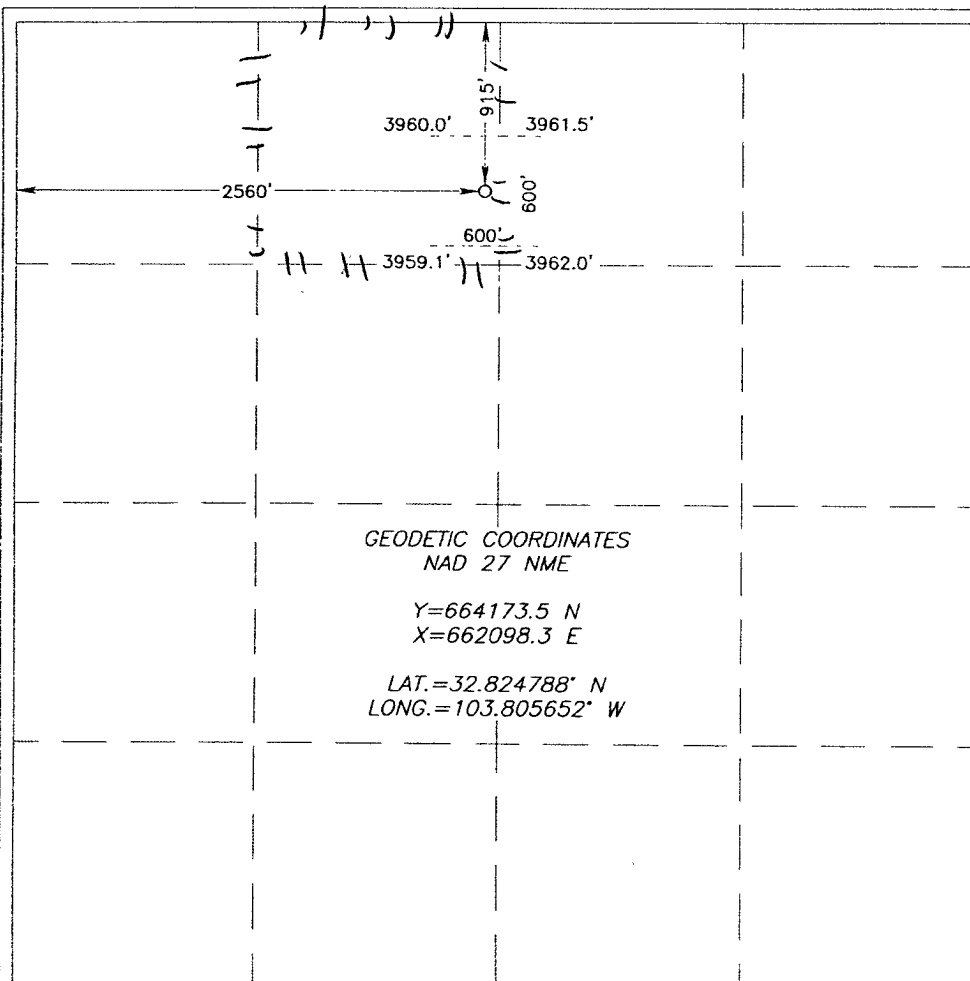 915'
3960.0' 3961.5'
2560'
600'
600'
3959.1' 3962.0'
GEODETIC COORDINATES
NAD 27 NME
Y=664173.5 N
X=662098.3 E
LAT.=32.824788° N
LONG.=103.805652° W